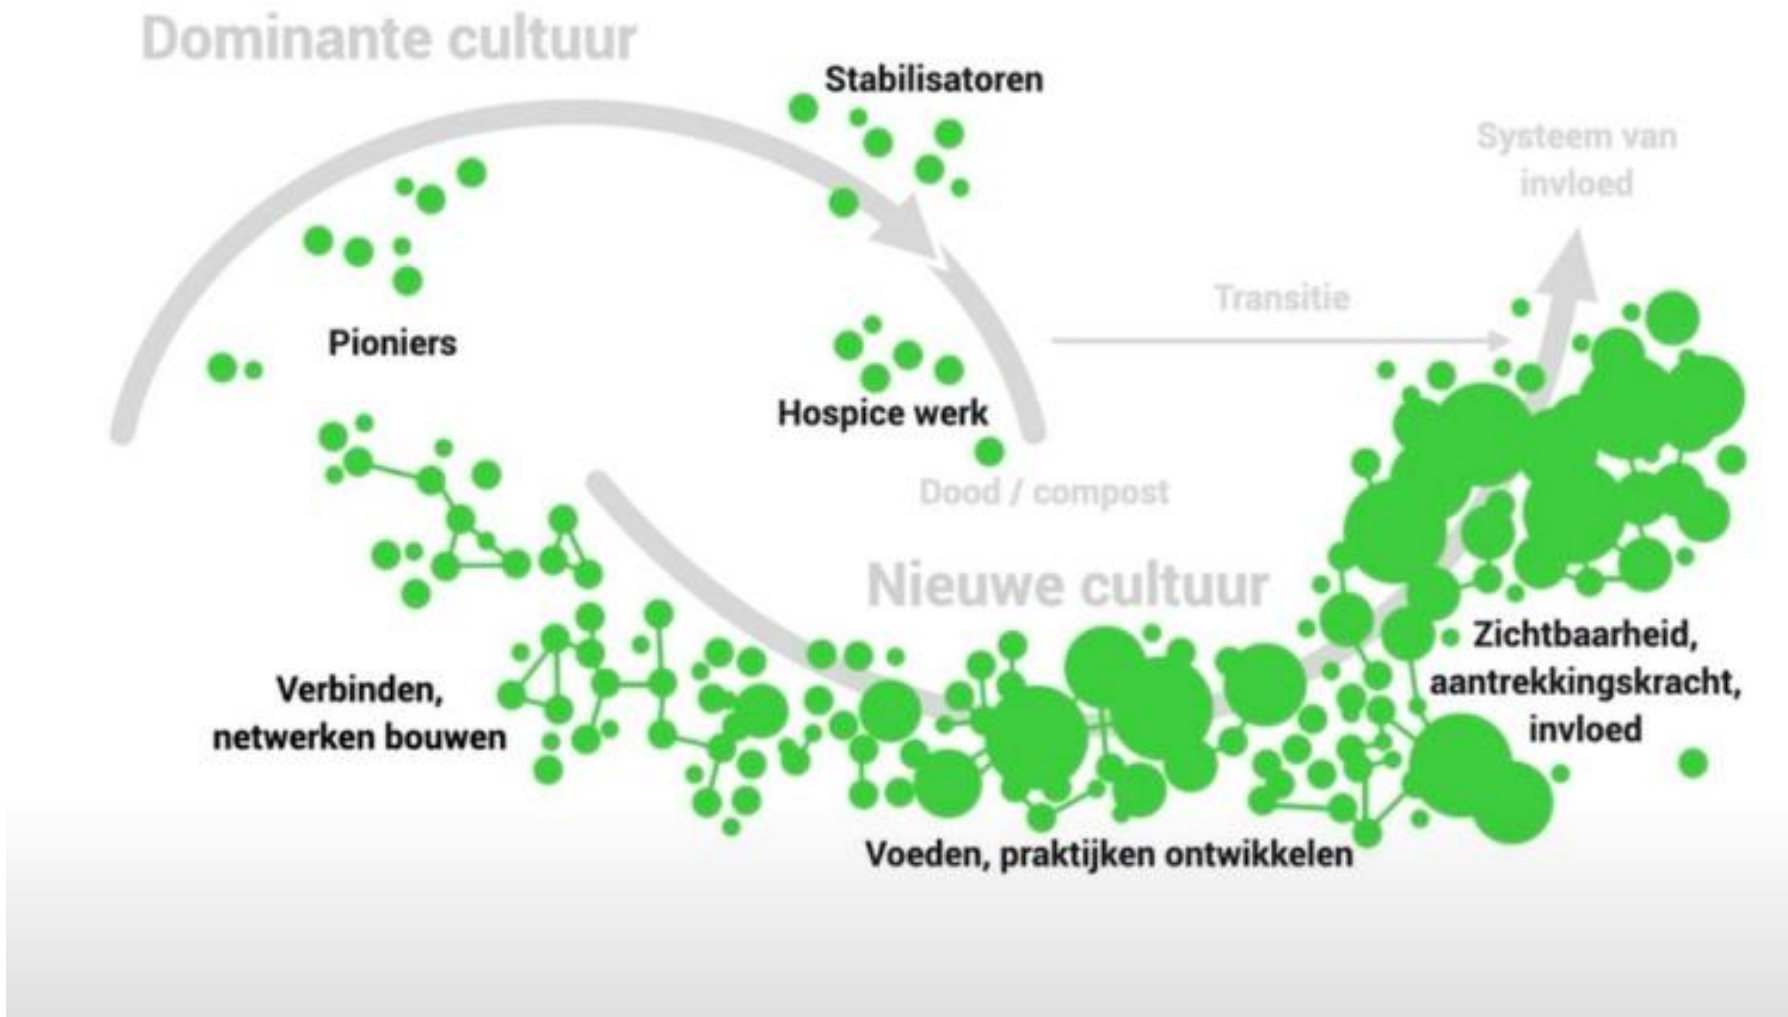 Dominante cultuur
Stabilisatoren
Systeem van
invloed
Transitie
Pioniers
Hospice werk
Dood / compost
Nieuwe cultuur
Zichtbaarheid,
aantrekkingskracht,
invloed
Verbinden,
netwerken bouwen
Voeden, praktijken ontwikkelen